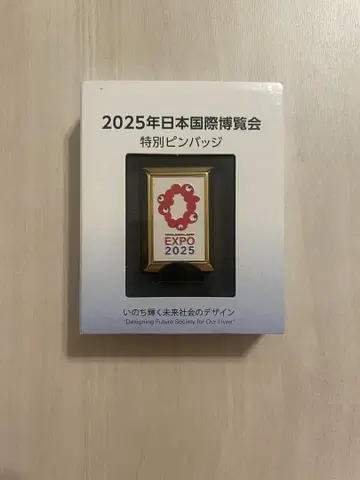 2025年日本国際博覧会
特別ピンバッジ
EXPO
2025
いのち輝く未来社会のデザイン
"Designing Future Society for Our Lives"